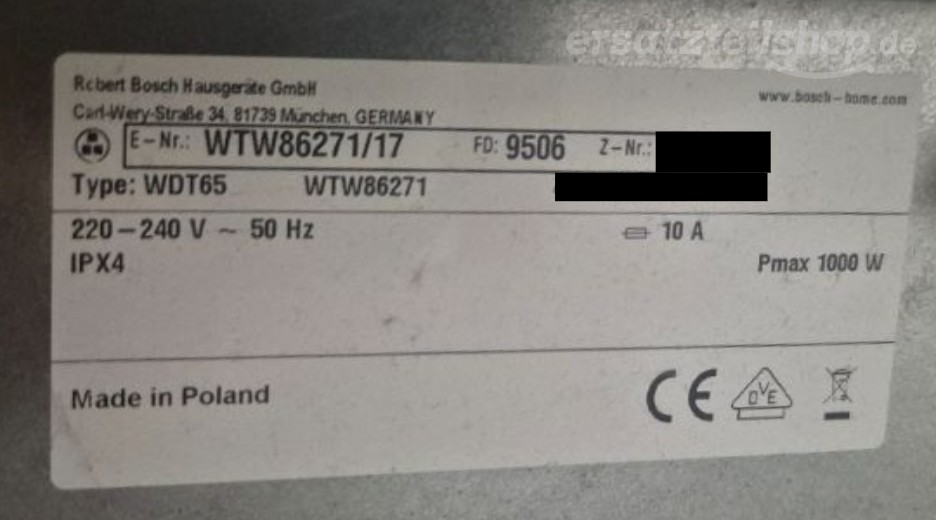 ersatzteilshop.de
Robert Bosch Hausgeräte GmbH
www.bosch-home.com
Carl-Wery-Straße 34, 81739 München, GERMANY
E-Nr.: WTW86271/17 FD: 9506 Z-Nr.:
Type: WDT65 WTW86271
220-240 V ~ 50 Hz 10 A
IPX4 Pmax 1000 W
Made in Poland CE DVE